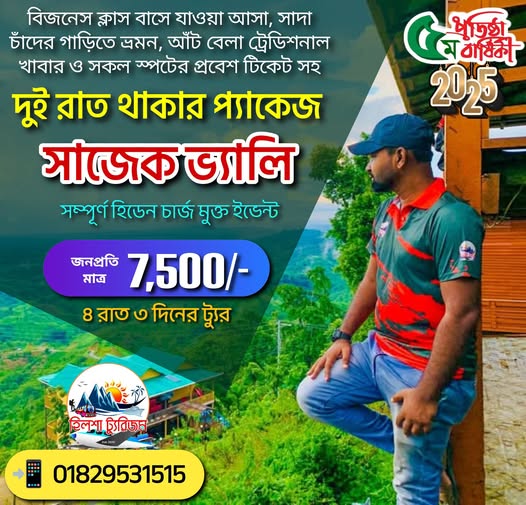 বিজনেস ক্লাস বাসে যাওয়া আসা, সাদা
চাঁদের গাড়িতে ভ্রমন, আঁট বেলা ট্রেডিশনাল
খাবার ও সকল স্পটের প্রবেশ টিকেট সহ
দুই রাত থাকার প্যাকেজ
সাজেক ভ্যালি
সম্পূর্ণ হিডেন চার্জ মুক্ত ইভেন্ট
জনপ্রতি
মাত্র
7,500/-
৪ রাত ৩ দিনের ট্যুর
হিলশা ট্যুরিজম
01829531515
৫ম
প্রতিষ্ঠা
বার্ষিকী
2025